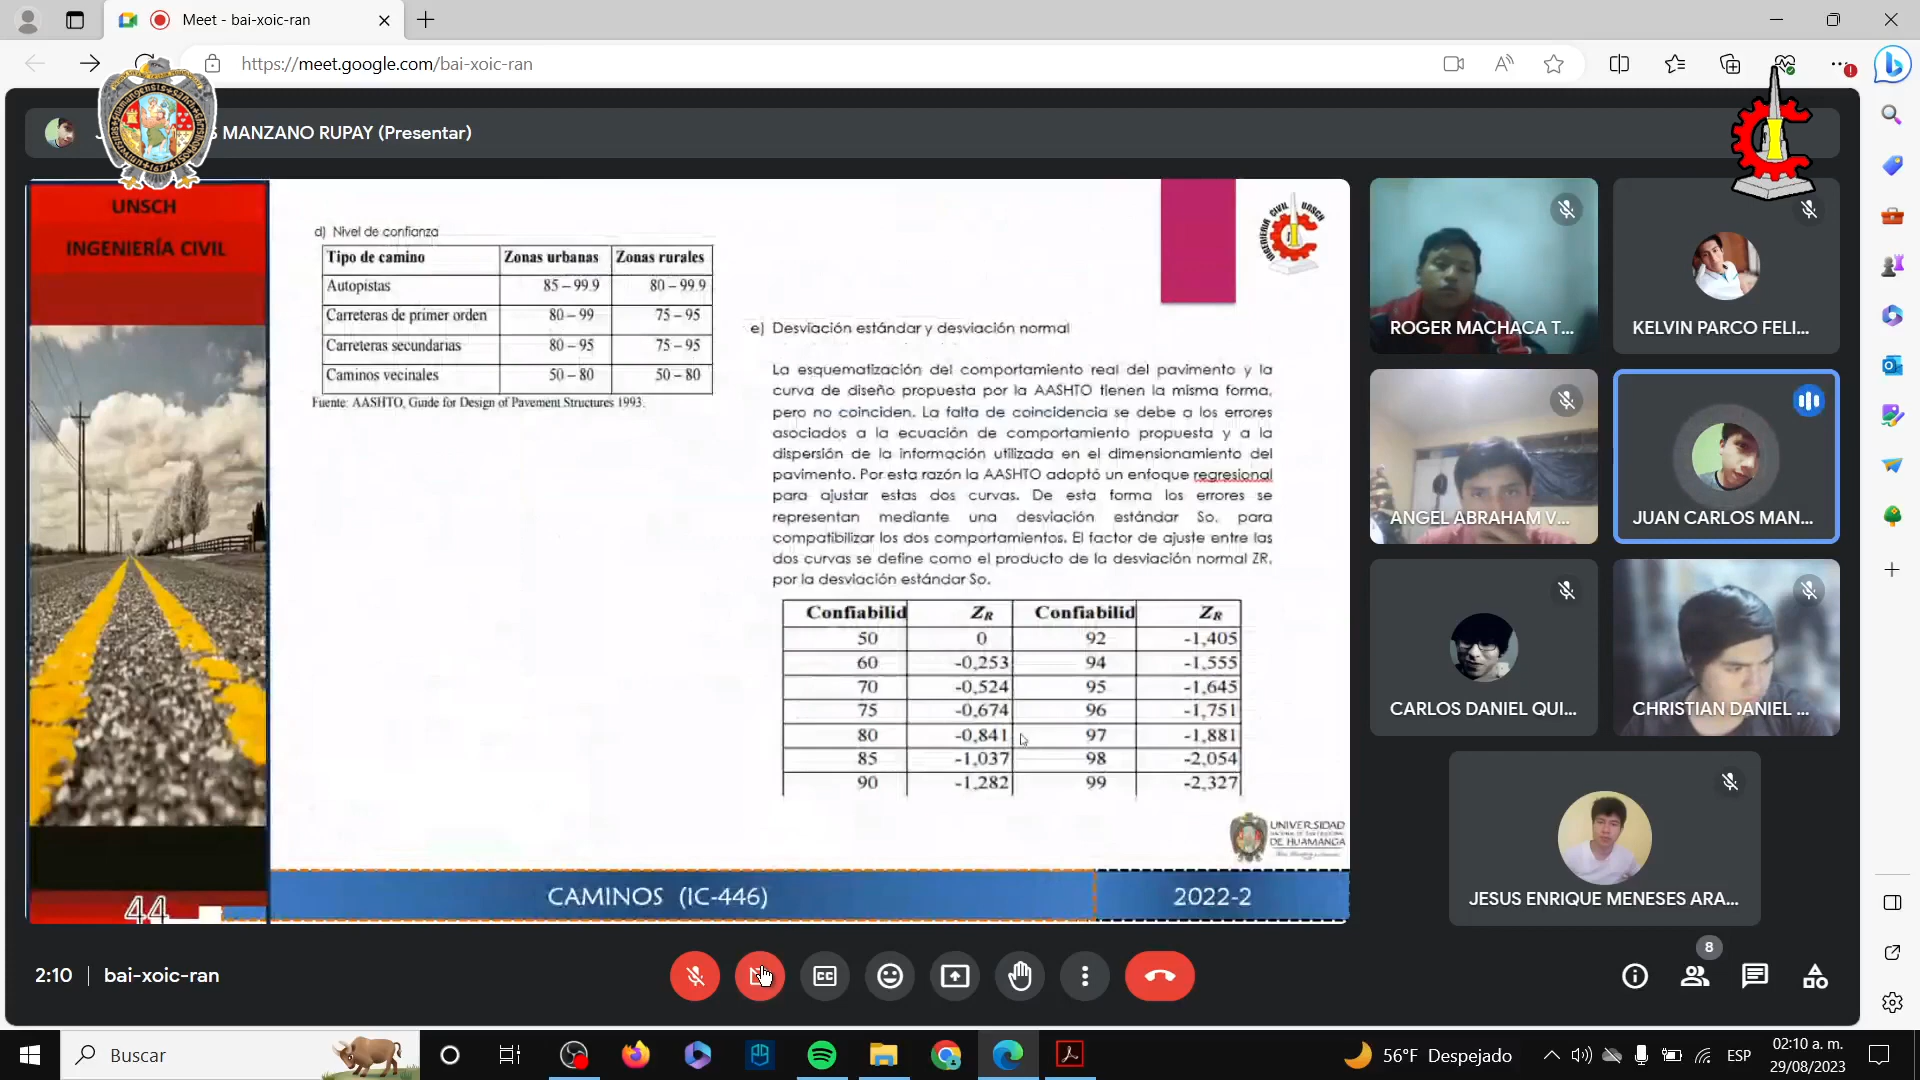 Meet - bai-xoic-ran
https://meet.google.com/bai-xoic-ran
MANZANO RUPAY (Presentar)
UNSCH
INGENIERÍA CIVIL
d) Nivel de confianza
Tipo de camino Zonas urbanas Zonas rurales
Autopistas 85 – 99.9 80 – 99.9
Carreteras de primer orden 80 – 99 75 – 95
Carreteras secundarias 80 – 95 75 – 95
Caminos vecinales 50 – 80 50 – 80
Fuente: AASHTO, Guide for Design of Pavement Structures 1993.
INGENIERIA CIVIL UNSCH
e) Desviación estándar y desviación normal
La esquematización del comportamiento real del pavimento y la
curva de diseño propuesta por la AASHTO tienen la misma forma,
pero no coinciden. La falta de coincidencia se debe a los errores
asociados a la ecuación de comportamiento propuesta y a la
dispersión de la información utilizada en el dimensionamiento del
pavimento. Por esta razón la AASHTO adoptó un enfoque regresional
para ajustar estas dos curvas. De esta forma los errores se
representan mediante una desviación estándar So, para
compatibilizar los dos comportamientos. El factor de ajuste entre las
dos curvas se define como el producto de la desviación normal ZR,
por la desviación estándar So.
Confiabilid ZR Confiabilid ZR
50 0 92 -1,405
60 -0,253 94 -1,555
70 -0,524 95 -1,645
75 -0,674 96 -1,751
80 -0,841 97 -1,881
85 -1,037 98 -2,054
90 -1,282 99 -2,327
UNIVERSIDAD
DE HUAMANGA
44
CAMINOS (IC-446)
2022-2
ROGER MACHACA T...
KELVIN PARCO FELI...
ANGEL ABRAHAM V...
JUAN CARLOS MAN...
CARLOS DANIEL QUI...
CHRISTIAN DANIEL ...
JESUS ENRIQUE MENESES ARA...
2:10 | bai-xoic-ran
CC
8
Buscar
56°F Despejado
ESP
02:10 a. m.
29/08/2023